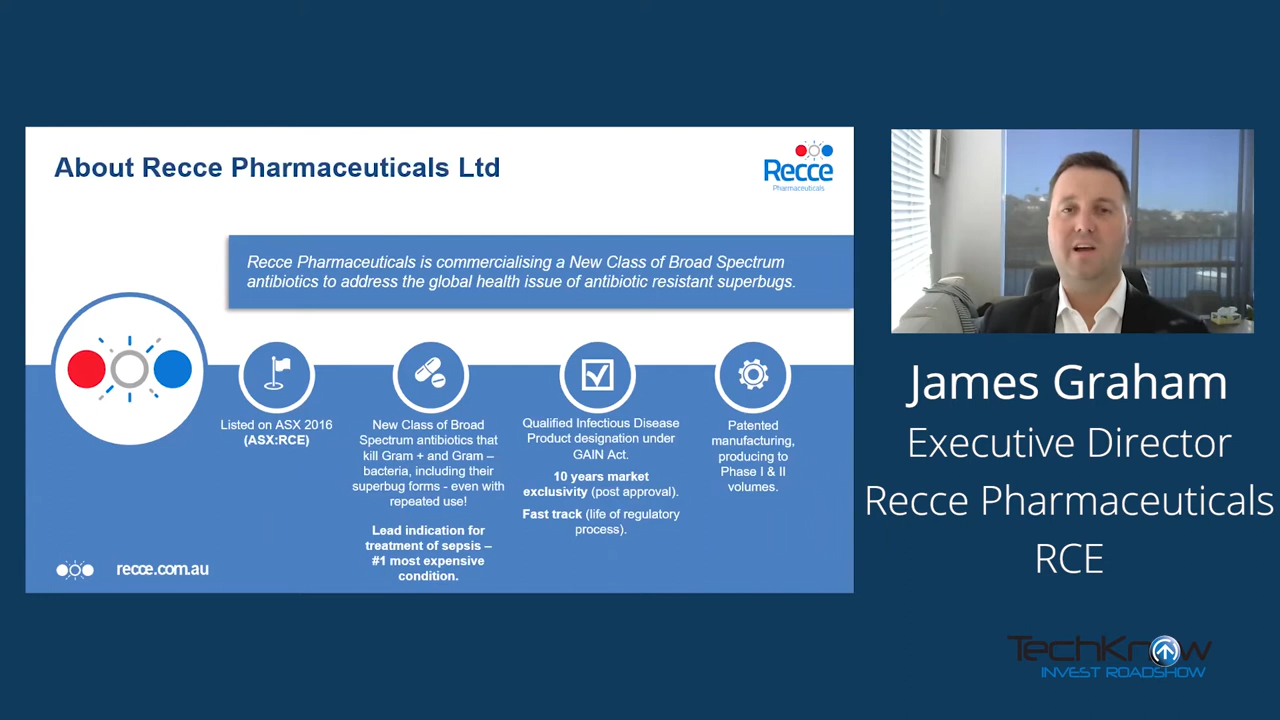 About Recce Pharmaceuticals Ltd
Recce
Pharmaceuticals
Recce Pharmaceuticals is commercialising a New Class of Broad Spectrum
antibiotics to address the global health issue of antibiotic resistant superbugs.
Listed on ASX 2016
(ASX:RCE)
New Class of Broad
Spectrum antibiotics that
kill Gram + and Gram –
bacteria, including their
superbug forms - even with
repeated use!
Lead indication for
treatment of sepsis –
#1 most expensive
condition.
Qualified Infectious Disease
Product designation under
GAIN Act.
10 years market
exclusivity (post approval).
Fast track (life of regulatory
process).
Patented
manufacturing,
producing to
Phase I & II
volumes.
recce.com.au
James Graham
Executive Director
Recce Pharmaceuticals
RCE
TechKnow
INVEST ROADSHOW